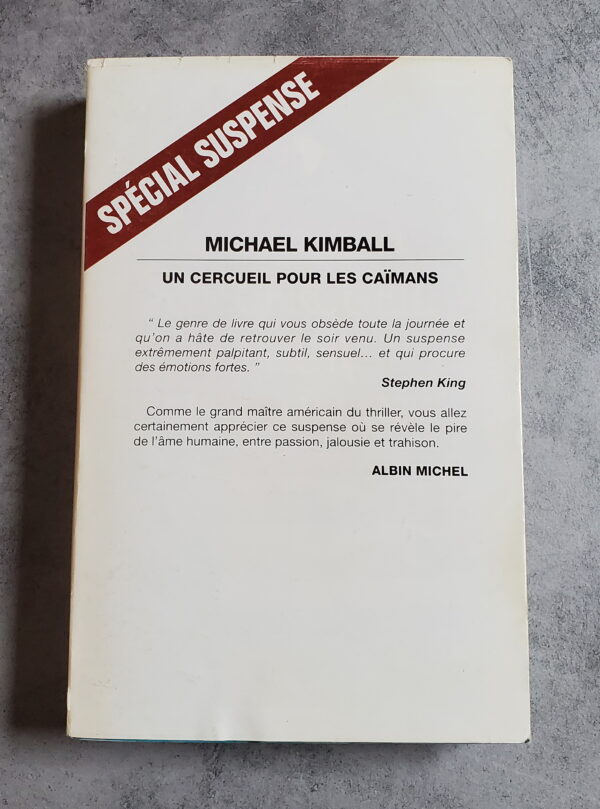 SPÉCIAL SUSPENSE
MICHAEL KIMBALL
UN CERCUEIL POUR LES CAÏMANS
“ Le genre de livre qui vous obsède toute la journée et
qu'on a hâte de retrouver le soir venu. Un suspense
extrêmement palpitant, subtil, sensuel... et qui procure
des émotions fortes. ”
Stephen King
Comme le grand maître américain du thriller, vous allez
certainement apprécier ce suspense où se révèle le pire
de l'âme humaine, entre passion, jalousie et trahison.
ALBIN MICHEL